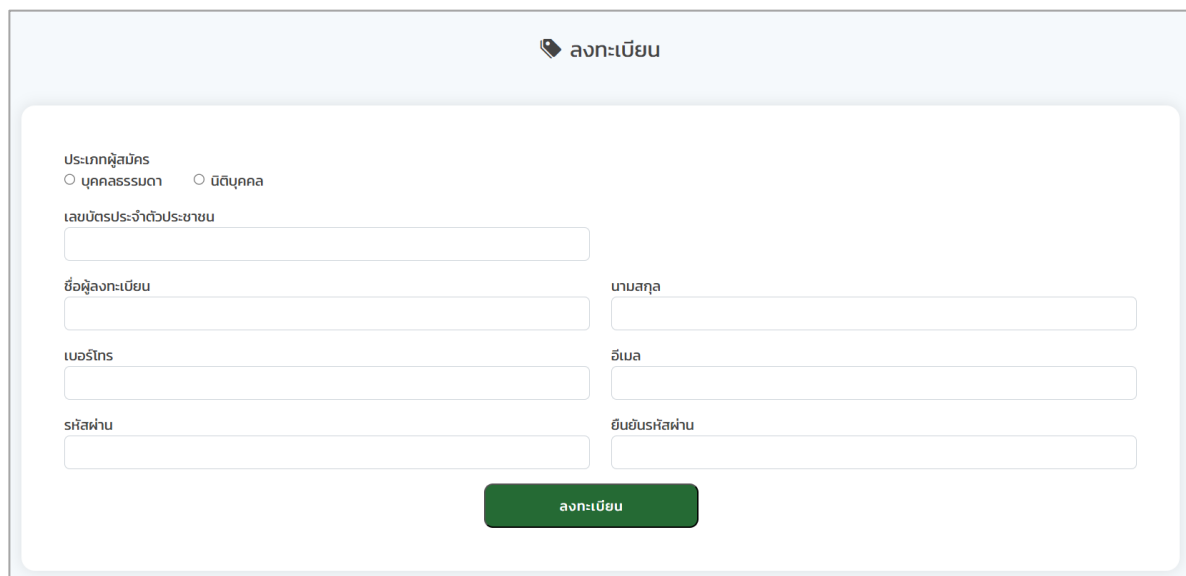 ลงทะเบียน
ประเภทผู้สมัคร
บุคคลธรรมดา นิติบุคคล
เลขบัตรประจำตัวประชาชน
ชื่อผู้ลงทะเบียน นามสกุล
เบอร์โทร อีเมล
รหัสผ่าน ยืนยันรหัสผ่าน
ลงทะเบียน